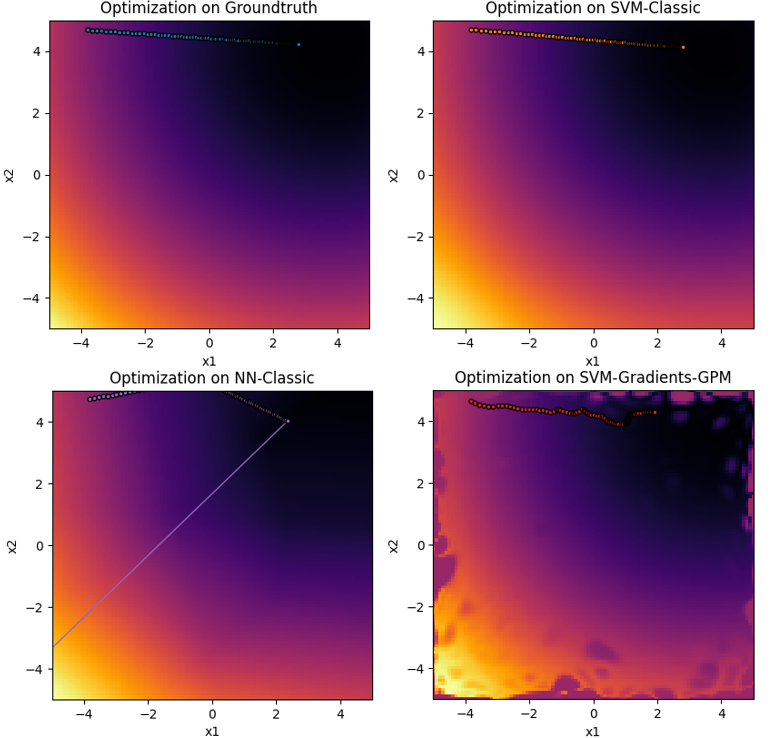 Optimization on Groundtruth
4
2
0
−2
−4
x2
−4 −2 0 2 4
x1
Optimization on SVM-Classic
4
2
0
−2
−4
x2
−4 −2 0 2 4
x1
Optimization on NN-Classic
4
2
0
−2
−4
x2
−4 −2 0 2 4
x1
Optimization on SVM-Gradients-GPM
4
2
0
−2
−4
x2
−4 −2 0 2 4
x1